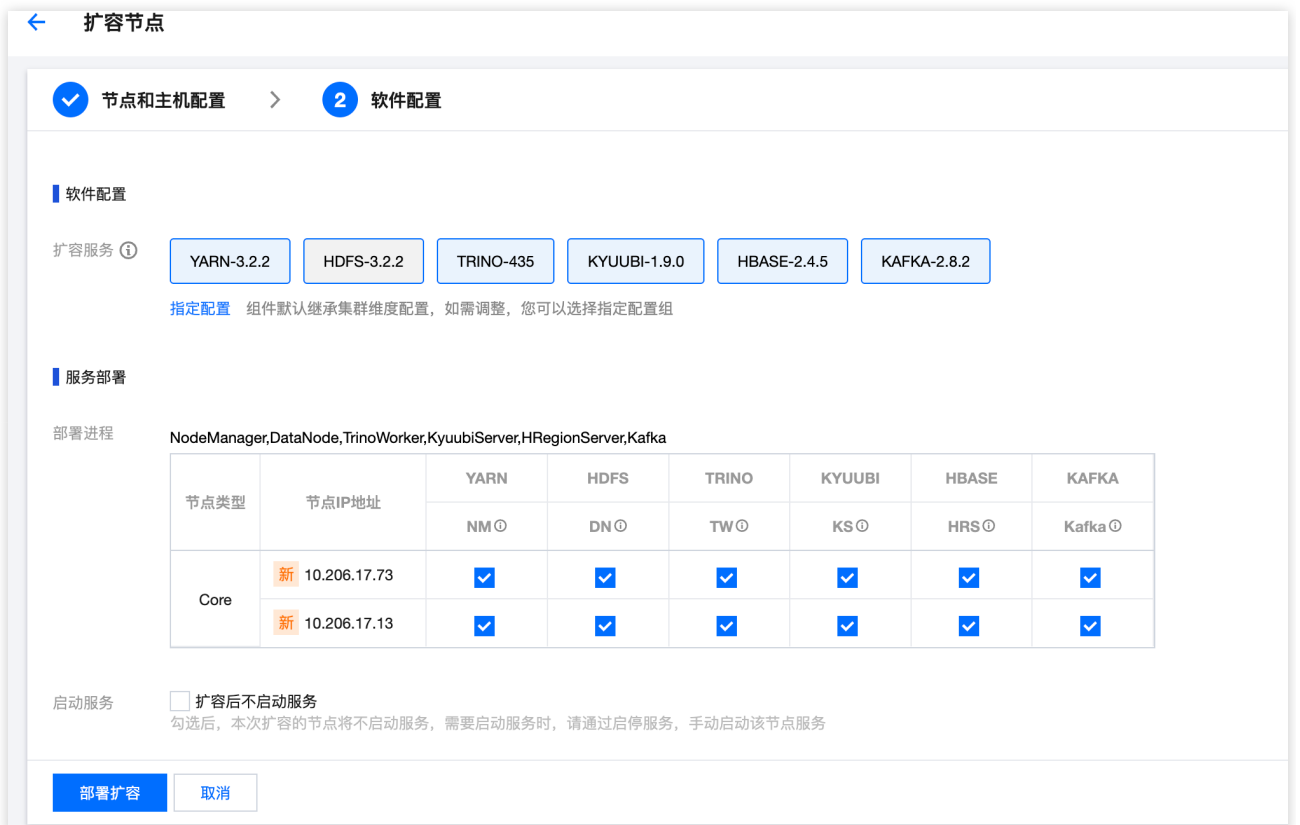 扩容节点
节点和主机配置
2 软件配置
软件配置
扩容服务 YARN-3.2.2 HDFS-3.2.2 TRINO-435 KYUUBI-1.9.0 HBASE-2.4.5 KAFKA-2.8.2
指定配置 组件默认继承集群维度配置，如需调整，您可以选择指定配置组
服务部署
部署进程 NodeManager,DataNode,TrinoWorker,KyuubiServer,HRegionServer,Kafka
节点类型 节点IP地址 YARN HDFS TRINO KYUUBI HBASE KAFKA
NM DN TW KS HRS Kafka
Core 新 10.206.17.73
新 10.206.17.13
启动服务 扩容后不启动服务
勾选后，本次扩容的节点将不启动服务，需要启动服务时，请通过启停服务，手动启动该节点服务
部署扩容 取消